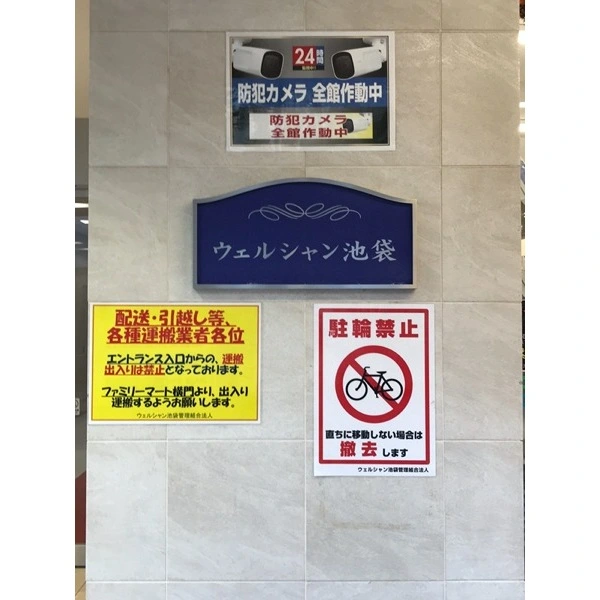 24時間
防犯カメラ 全館作動中
防犯カメラ
全館作動中
ウェルシャン池袋
配送・引越し等、
各種運搬業者各位
エントランス入口からの、運搬
出入りは禁止となっております。
ファミリーマート横門より、出入り
運搬するようお願いします。
ウェルシャン池袋管理組合法人
駐輪禁止
直ちに移動しない場合は
撤去します
ウェルシャン池袋管理組合法人